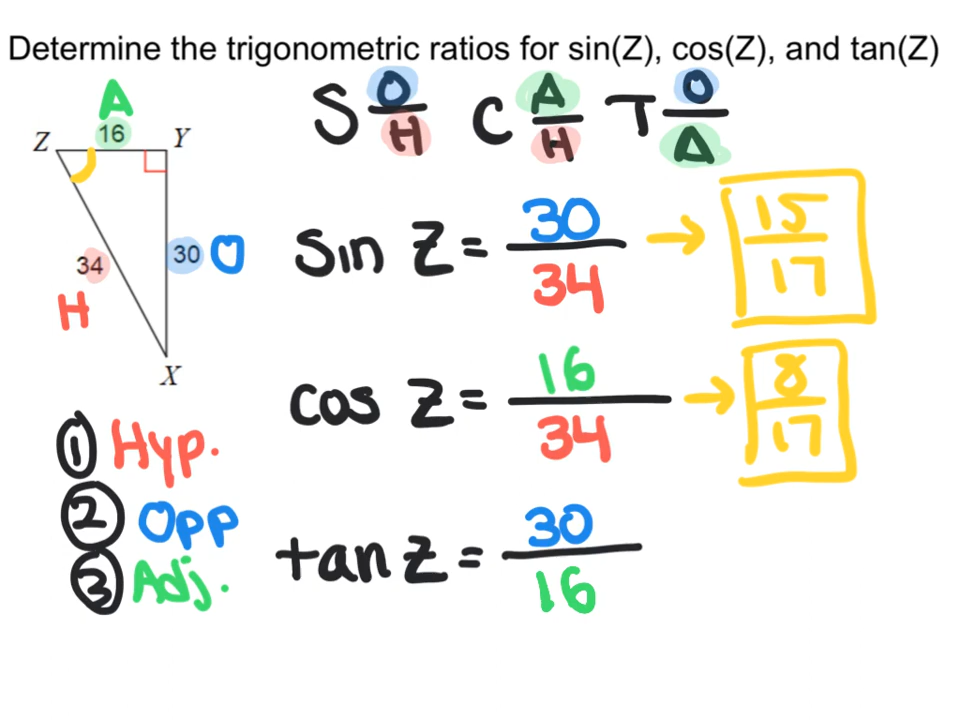 Determine the trigonometric ratios for sin(Z), cos(Z), and tan(Z)
A
S O/H C A/H T O/A
Z 16 Y
34 30 O
H
X
sin Z = 30/34 → 15/17
cos Z = 16/34 → 8/17
① Hyp.
② Opp
③ Adj.
tan Z = 30/16